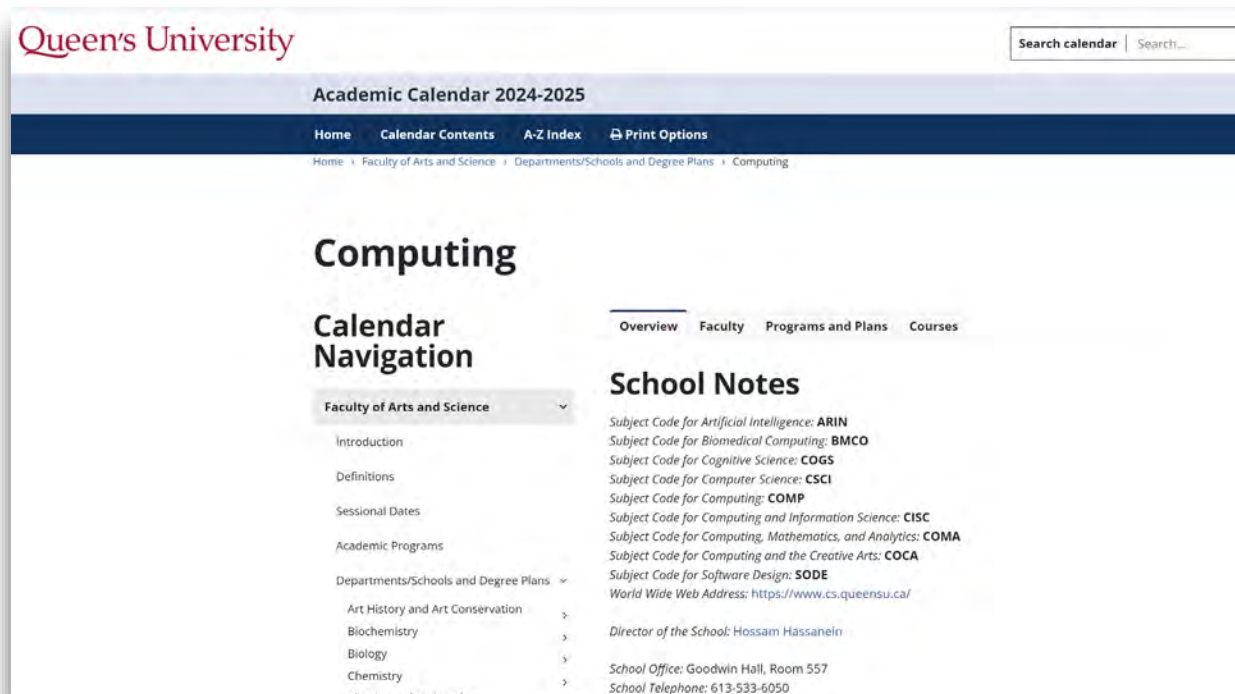 Queen's University
Search calendar
Search...
Academic Calendar 2024-2025
Home Calendar Contents A-Z Index Print Options
Home › Faculty of Arts and Science › Departments/Schools and Degree Plans › Computing
Computing
Calendar
Navigation
Faculty of Arts and Science
Introduction
Definitions
Sessional Dates
Academic Programs
Departments/Schools and Degree Plans
Art History and Art Conservation
Biochemistry
Biology
Chemistry
Overview Faculty Programs and Plans Courses
School Notes
Subject Code for Artificial Intelligence: ARIN
Subject Code for Biomedical Computing: BMCO
Subject Code for Cognitive Science: COGS
Subject Code for Computer Science: CSCI
Subject Code for Computing: COMP
Subject Code for Computing and Information Science: CISC
Subject Code for Computing, Mathematics, and Analytics: COMA
Subject Code for Computing and the Creative Arts: COCA
Subject Code for Software Design: SODE
World Wide Web Address: https://www.cs.queensu.ca/
Director of the School: Hossam Hassanein
School Office: Goodwin Hall, Room 557
School Telephone: 613-533-6050